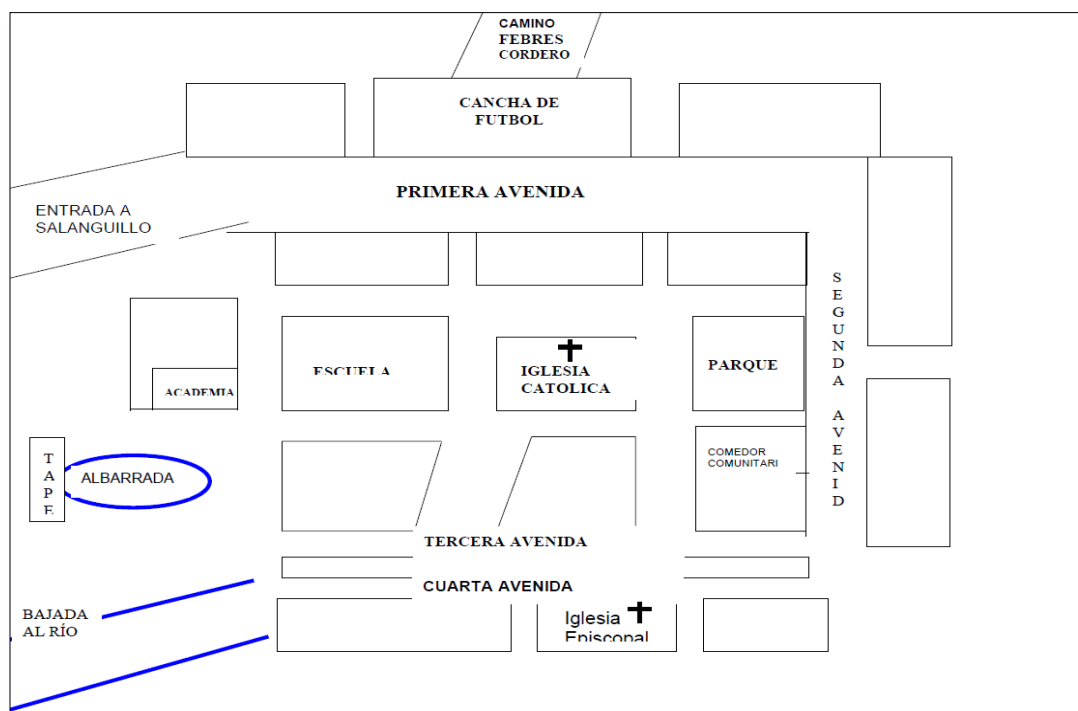 CAMINO
FEBRES
CORDERO
CANCHA DE
FUTBOL
PRIMERA AVENIDA
ENTRADA A
SALANGUILLO
SEGUNDA AVENID
ESCUELA
IGLESIA
CATOLICA
PARQUE
ACADEMIA
COMEDOR
COMUNITARI
TAPE
ALBARRADA
TERCERA AVENIDA
CUARTA AVENIDA
BAJADA
AL RÍO
Iglesia
Episcopal